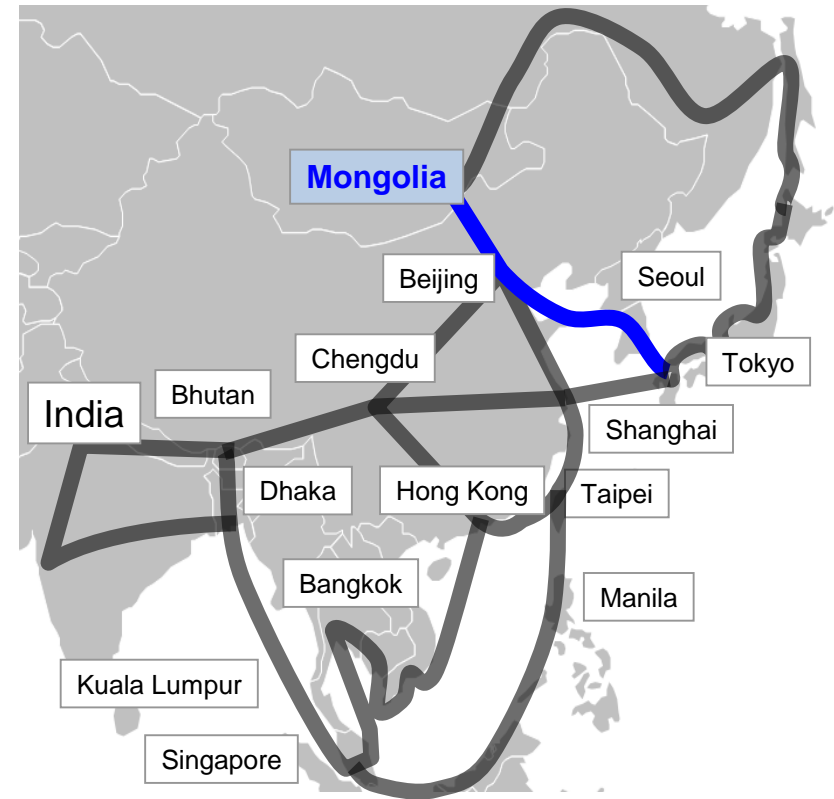 Mongolia
Seoul
Beijing
Tokyo
Chengdu
Bhutan
India
Shanghai
Dhaka
Hong Kong
Taipei
Bangkok
Manila
Kuala Lumpur
Singapore